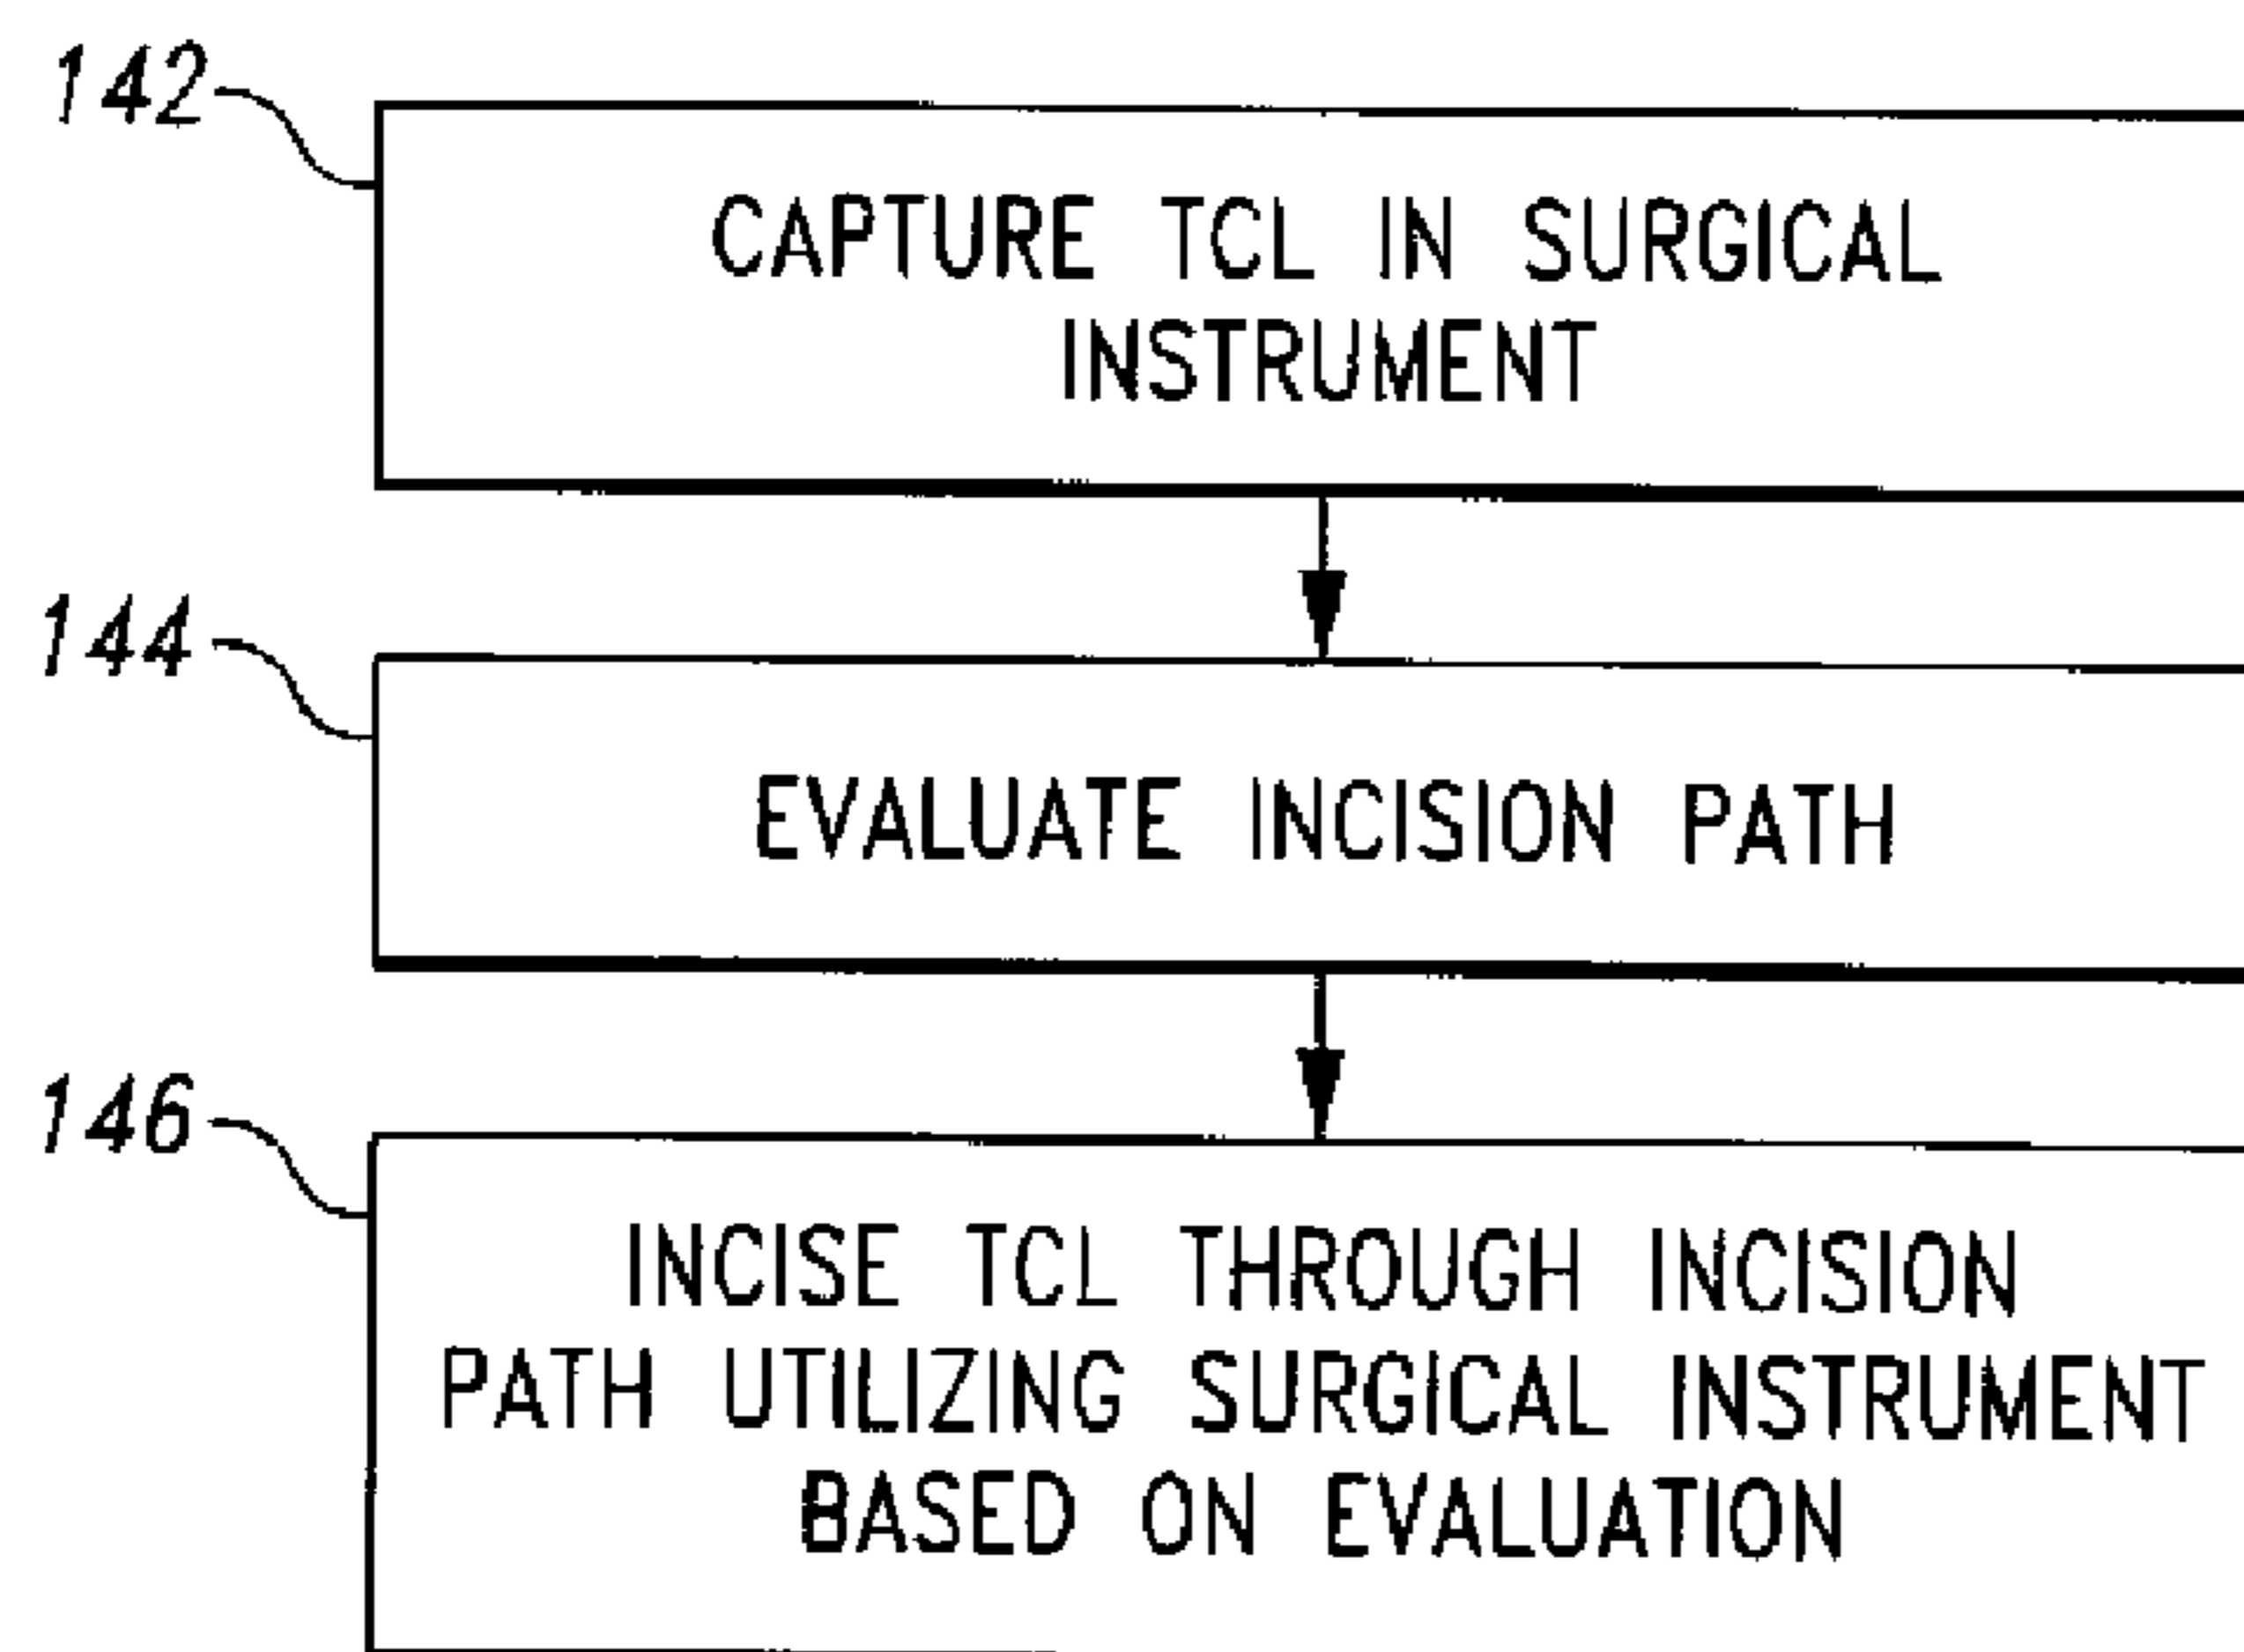 142
CAPTURE TCL IN SURGICAL
INSTRUMENT
144
EVALUATE INCISION PATH
146
INCISE TCL THROUGH INCISION
PATH UTILIZING SURGICAL INSTRUMENT
BASED ON EVALUATION